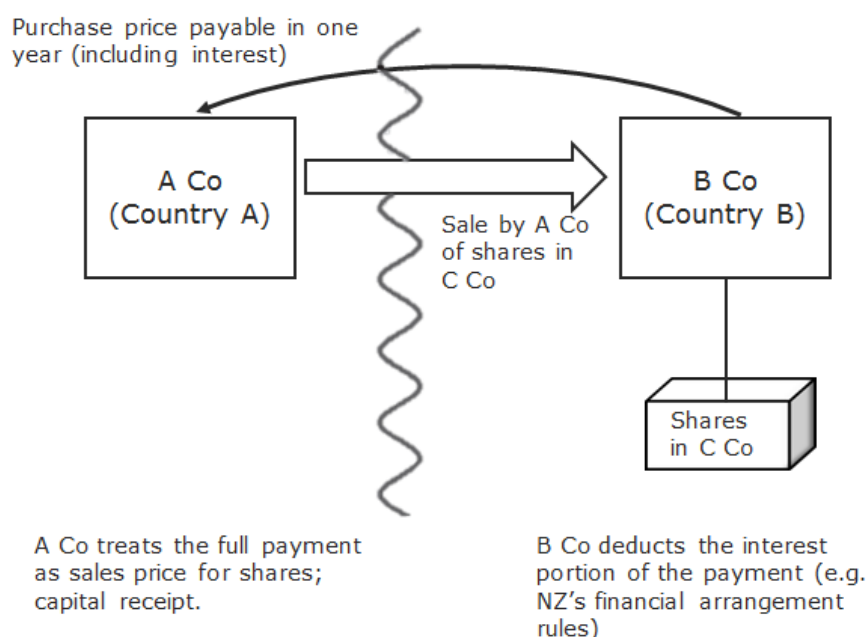 Purchase price payable in one
year (including interest)
A Co
(Country A)
B Co
(Country B)
Sale by A Co
of shares in
C Co
Shares
in C Co
A Co treats the full payment
as sales price for shares;
capital receipt.
B Co deducts the interest
portion of the payment (e.g.
NZ's financial arrangement
rules)